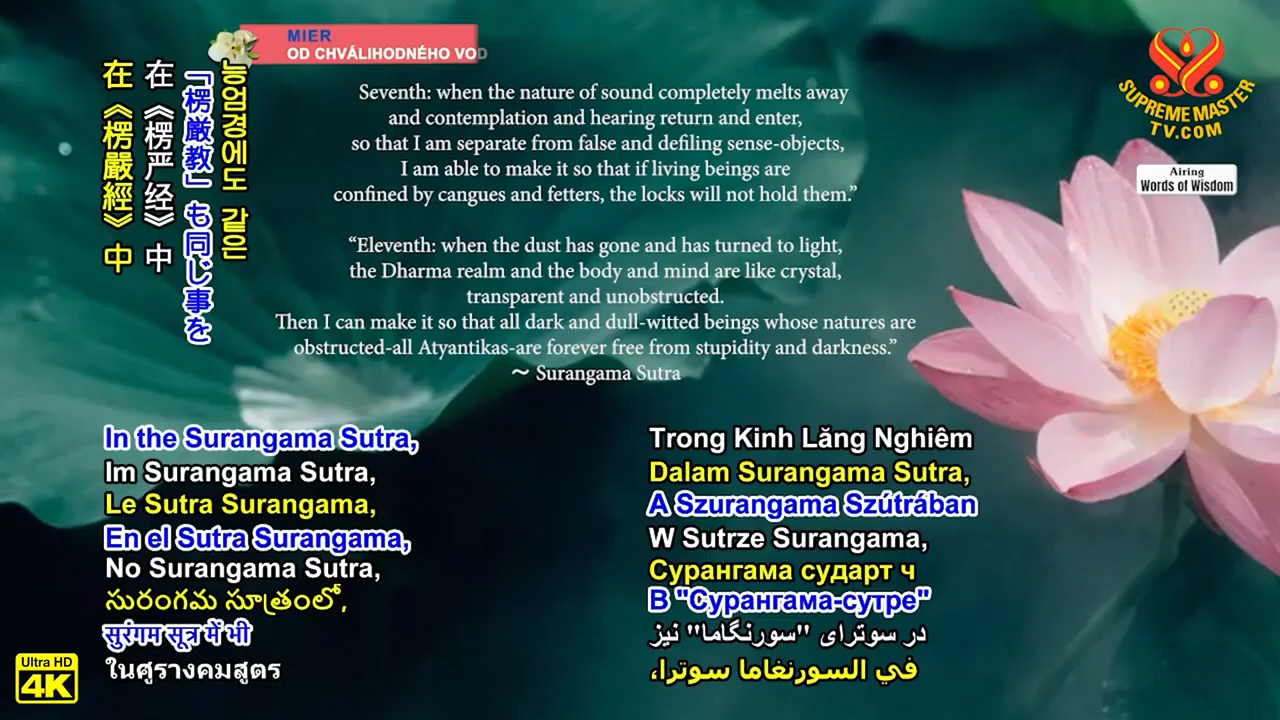 MIER
OD CHVÁLIHODNÉHO VOD
SUPREME MASTER
TV.COM
Airing
Words of Wisdom
능엄경에도 같은
「楞厳教」も同じ事を
在《楞严经》中
在《楞嚴經》中
Seventh: when the nature of sound completely melts away
and contemplation and hearing return and enter,
so that I am separate from false and defiling sense-objects,
I am able to make it so that if living beings are
confined by cangues and fetters, the locks will not hold them.”
“Eleventh: when the dust has gone and has turned to light,
the Dharma realm and the body and mind are like crystal,
transparent and unobstructed.
Then I can make it so that all dark and dull-witted beings whose natures are
obstructed-all Atyantikas-are forever free from stupidity and darkness.”
～ Surangama Sutra
In the Surangama Sutra,
Im Surangama Sutra,
Le Sutra Surangama,
En el Sutra Surangama,
No Surangama Sutra,
సురంగమ సూత్రంలో,
सुरंगम सूत्र में भी
ในศูรางคมสูตร
Trong Kinh Lăng Nghiêm
Dalam Surangama Sutra,
A Szurangama Szútrában
W Sutrze Surangama,
Сурангама сударт ч
В "Сурангама-сутре"
در سوترای "سورنگاما" نیز
في السورنغاما سوترا،
Ultra HD
4K